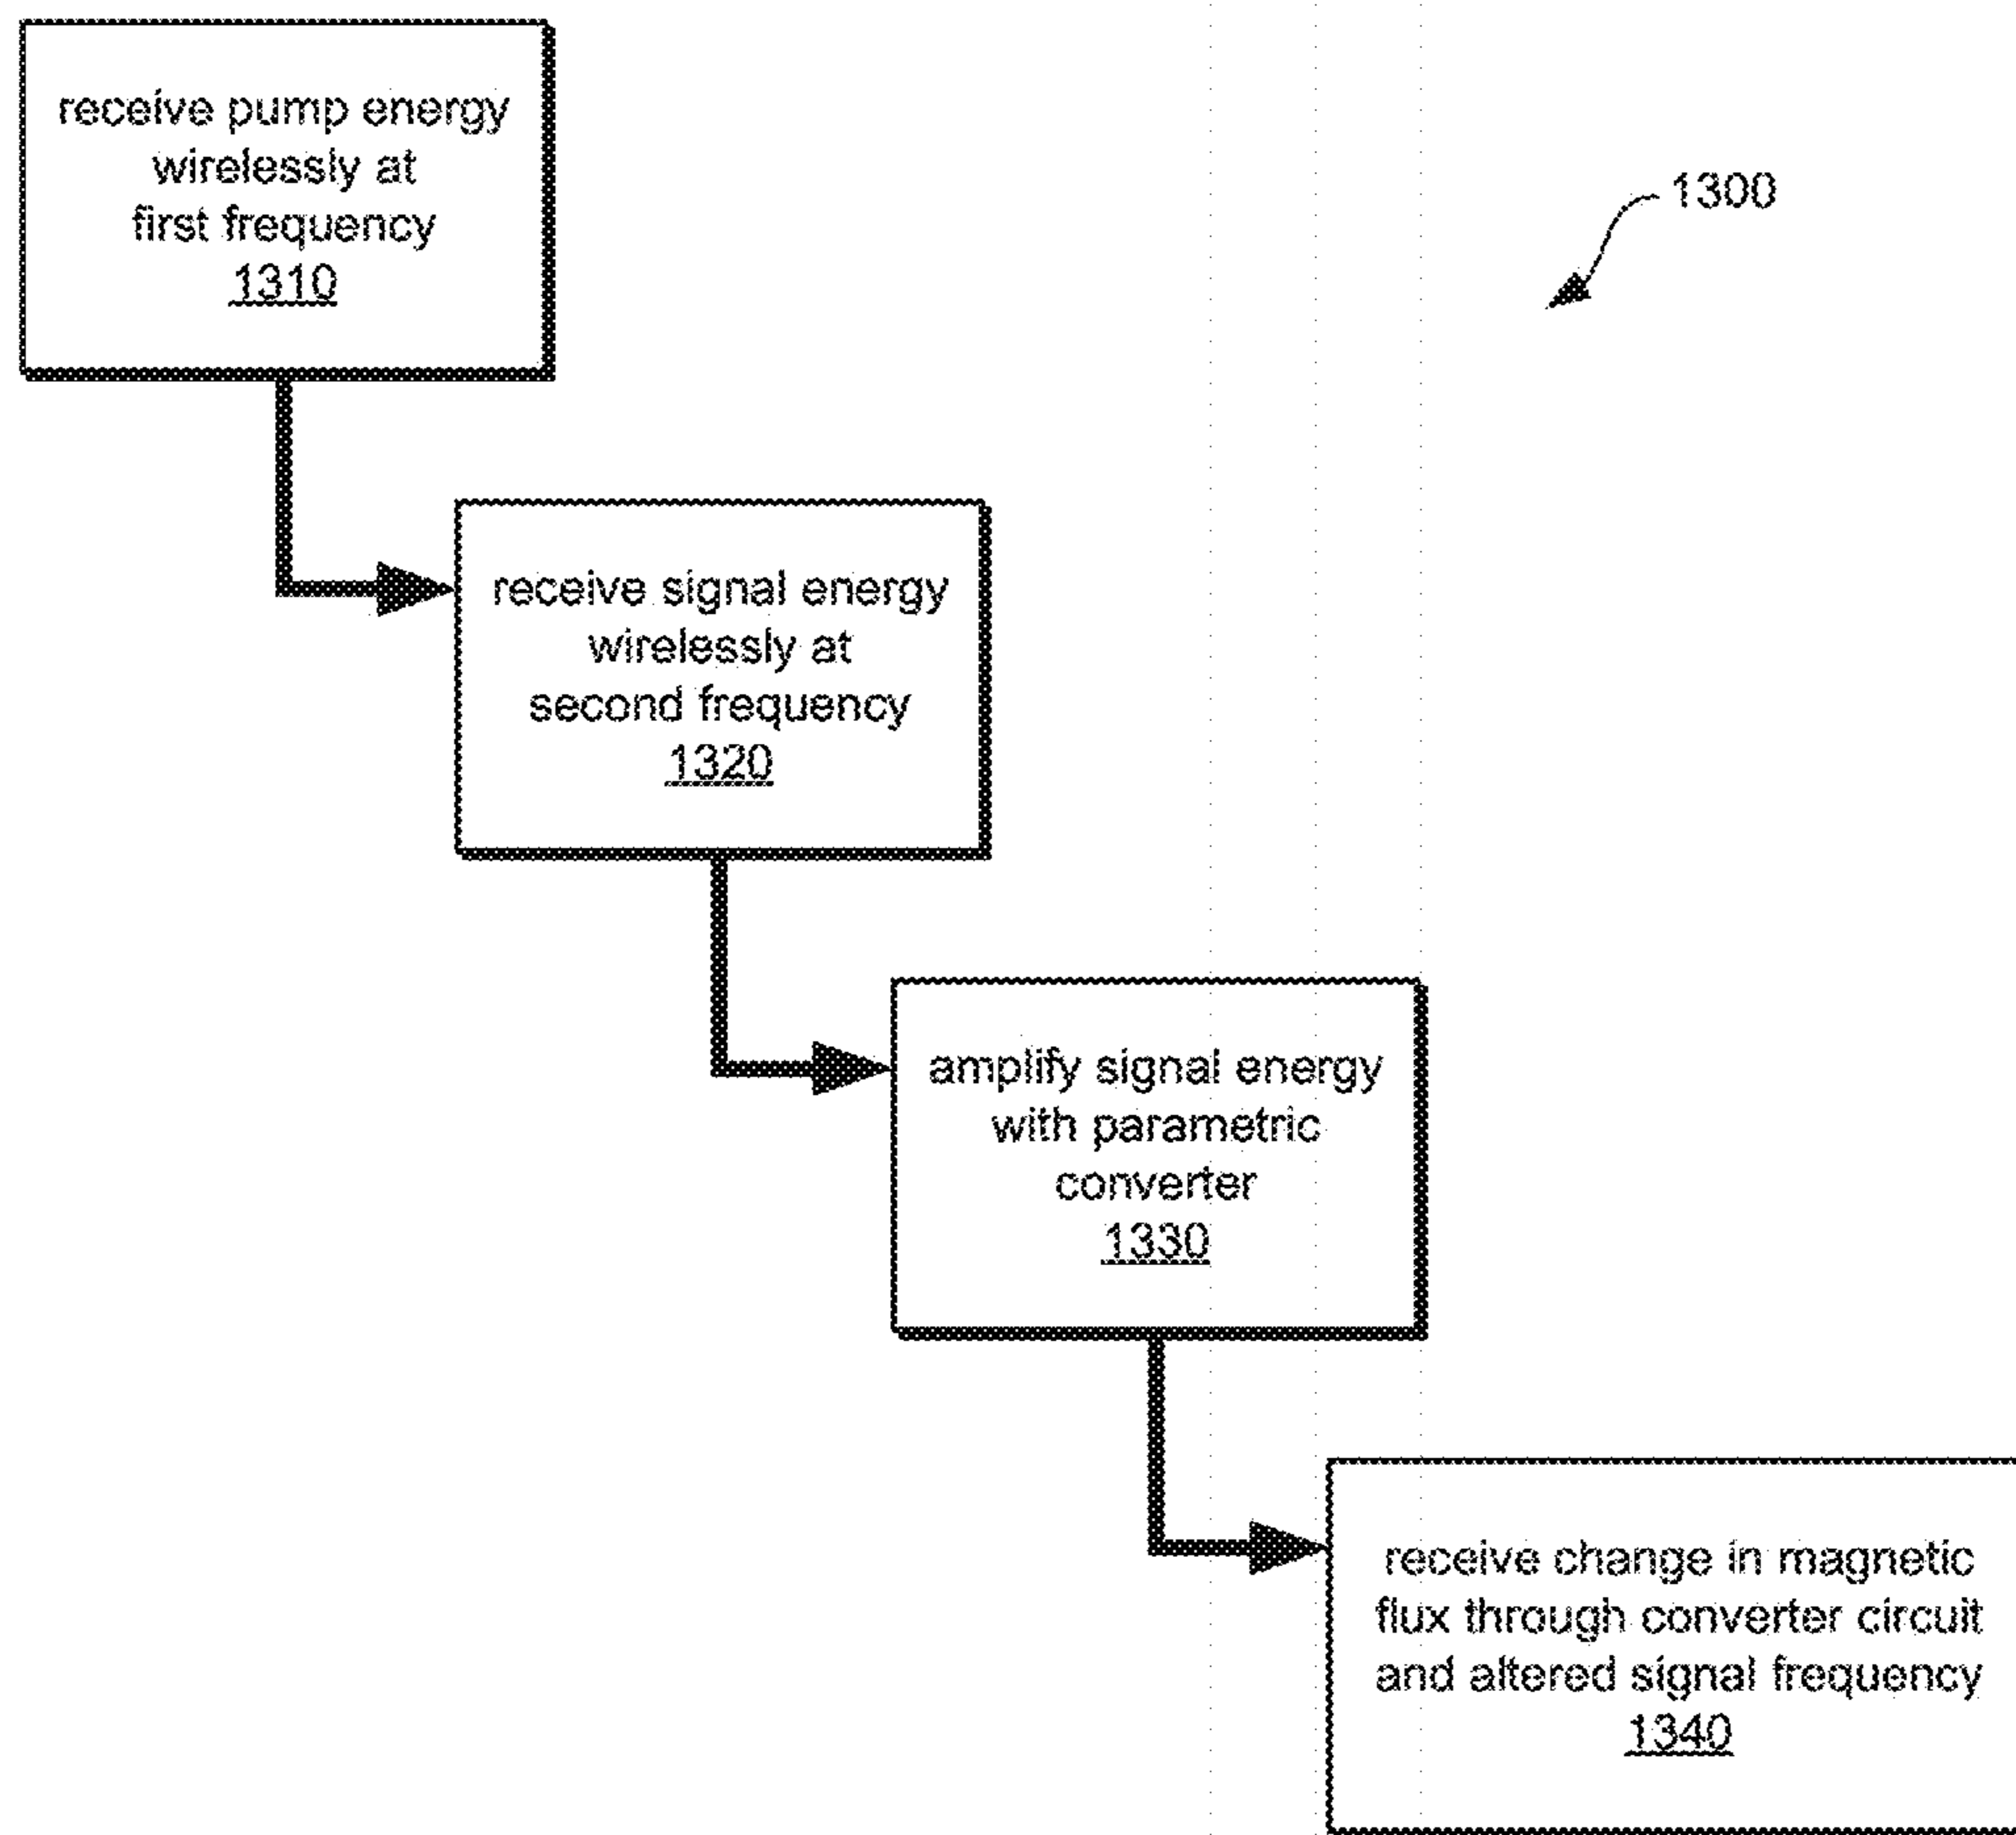 receive pump energy
wirelessly at
first frequency
1310
1300
receive signal energy
wirelessly at
second frequency
1320
amplify signal energy
with parametric
converter
1330
receive change in magnetic
flux through converter circuit
and altered signal frequency
1340